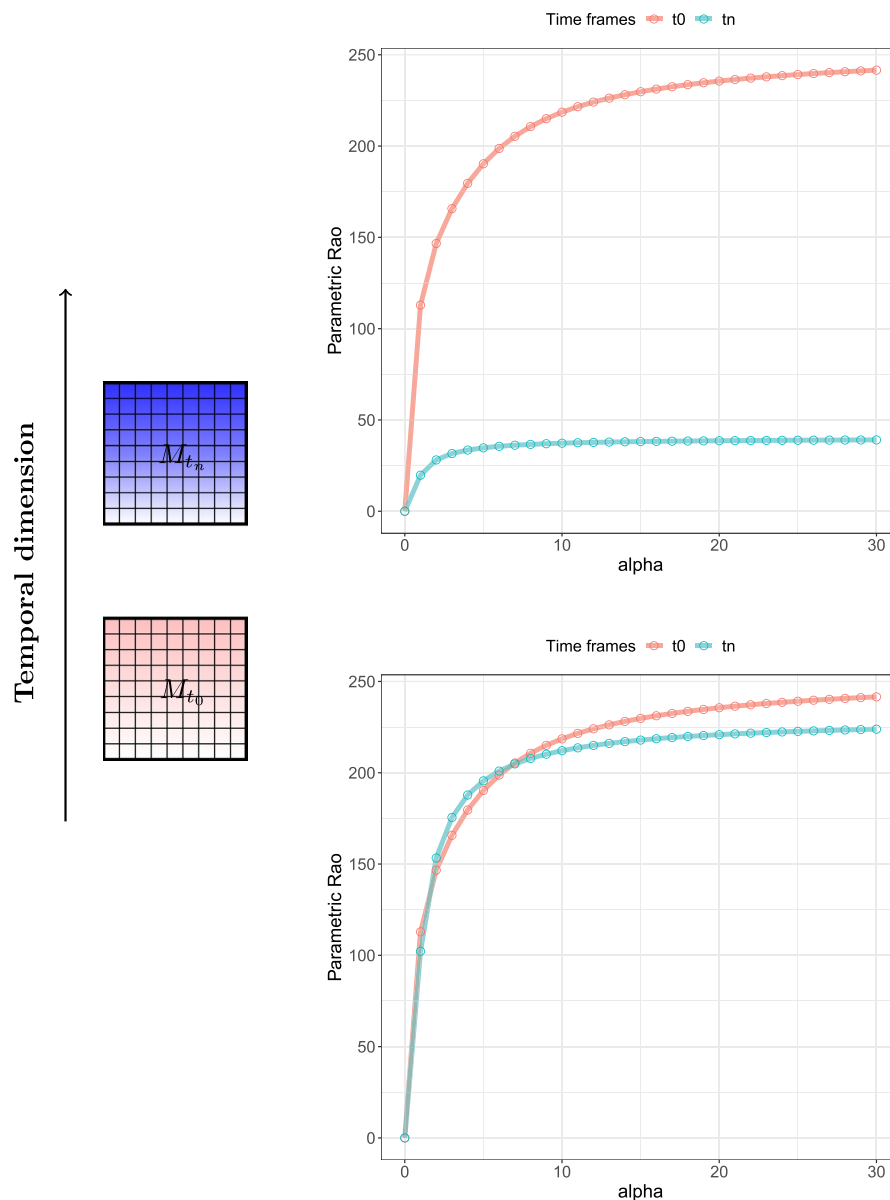 Temporal dimension
M_{t_n}
M_{t_0}
Time frames t0 tn
Parametric Rao
250
200
150
100
50
0
0 10 20 30
alpha
Time frames t0 tn
Parametric Rao
250
200
150
100
50
0
0 10 20 30
alpha